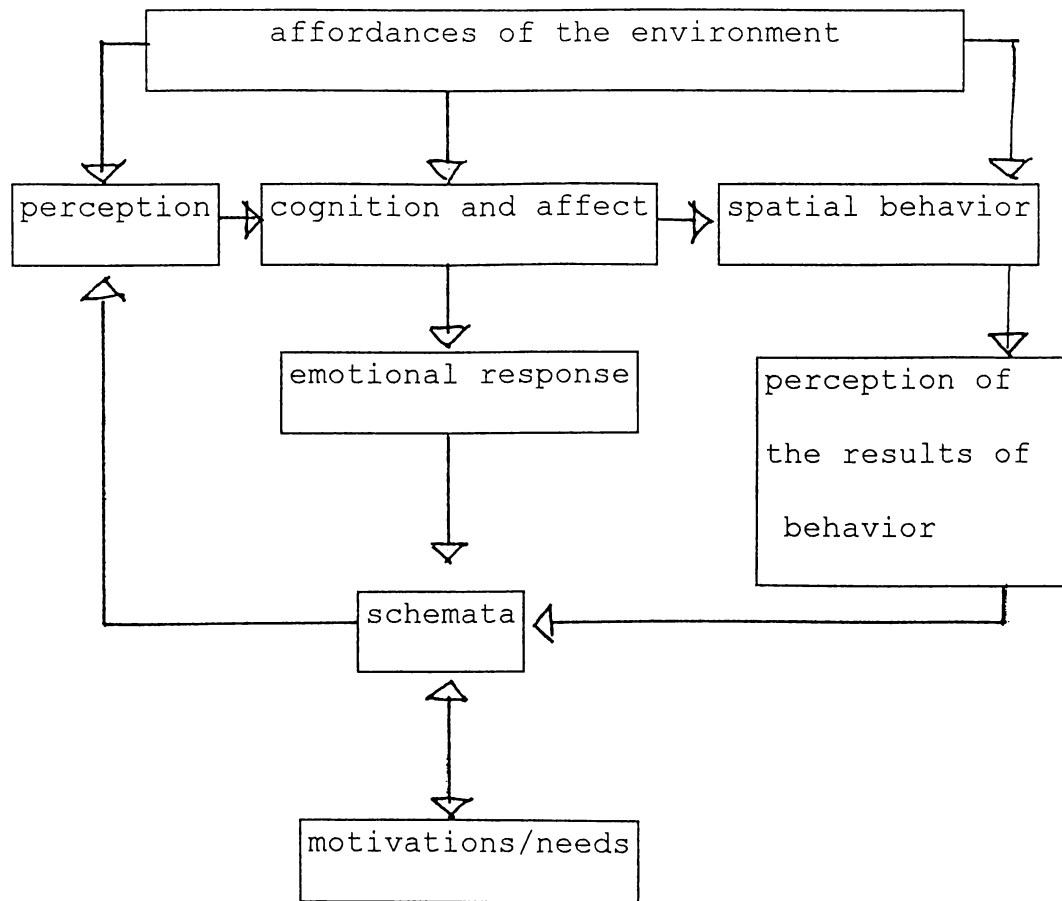 affordances of the environment
perception
cognition and affect
spatial behavior
emotional response
perception of
the results of
behavior
schemata
motivations/needs